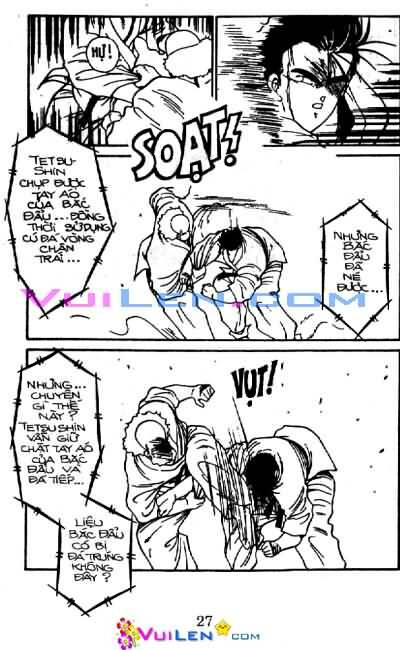 HỰ!
SOẠT!
TETSU-
SHIN
CHỤP ĐƯỢC
TAY ÁO
CỦA BẮC
ĐẨU... ĐỒNG
THỜI SỬ DỤNG
CÚ ĐÁ VÒNG
CHÂN
TRÁI...
NHƯNG
BẮC
ĐẨU
ĐÃ
NÉ
ĐƯỢC...
VUILEN.COM
NHƯNG...
CHUYỆN
GÌ THẾ
NÀY?
TETSUSHIN
VẪN GIỮ
CHẶT TAY ÁO
CỦA BẮC
ĐẨU VÀ
ĐÁ TIẾP...
VỤT!
LIỆU
BẮC ĐẨU
CÓ BỊ
ĐÁ TRÚNG
KHÔNG
ĐÂY?
27
VUILEN.COM